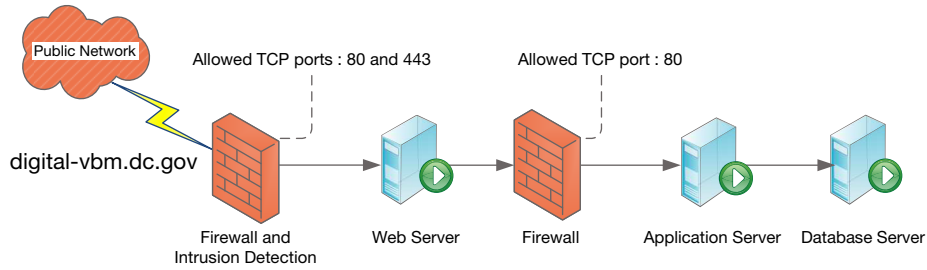 Public Network
Allowed TCP ports : 80 and 443
Allowed TCP port : 80
digital-vbm.dc.gov
Firewall and
Intrusion Detection
Web Server
Firewall
Application Server
Database Server